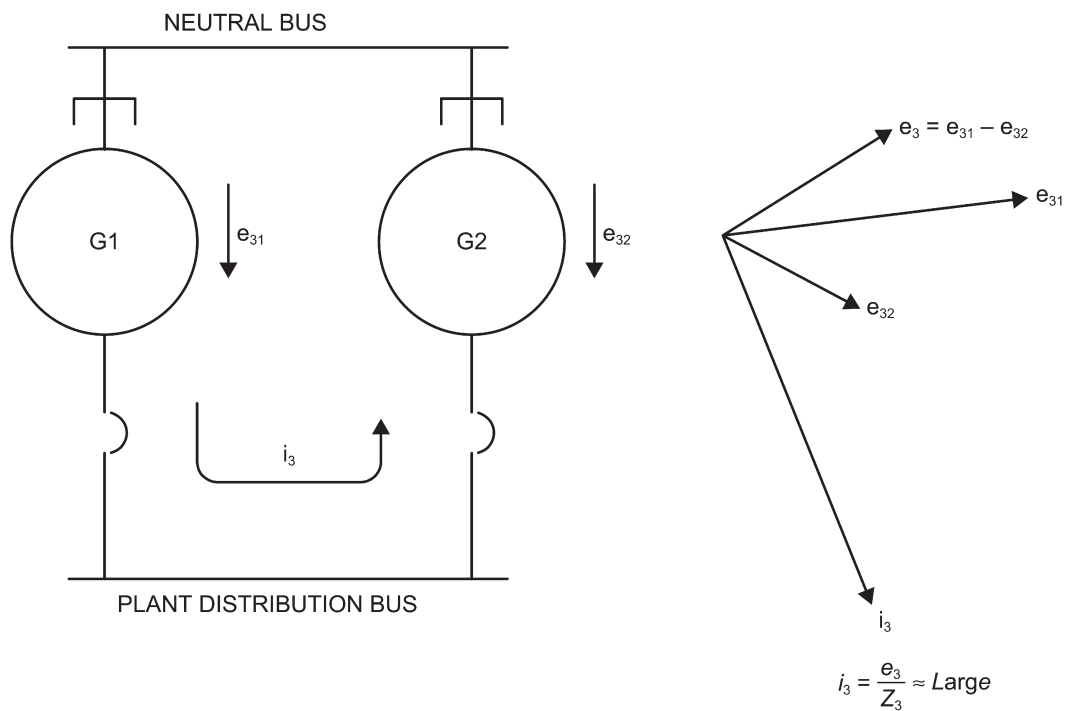 NEUTRAL BUS
G1
e31
G2
e32
i3
PLANT DISTRIBUTION BUS
e3 = e31 – e32
e31
e32
i3
i3 = e3/Z3 ≈ Large